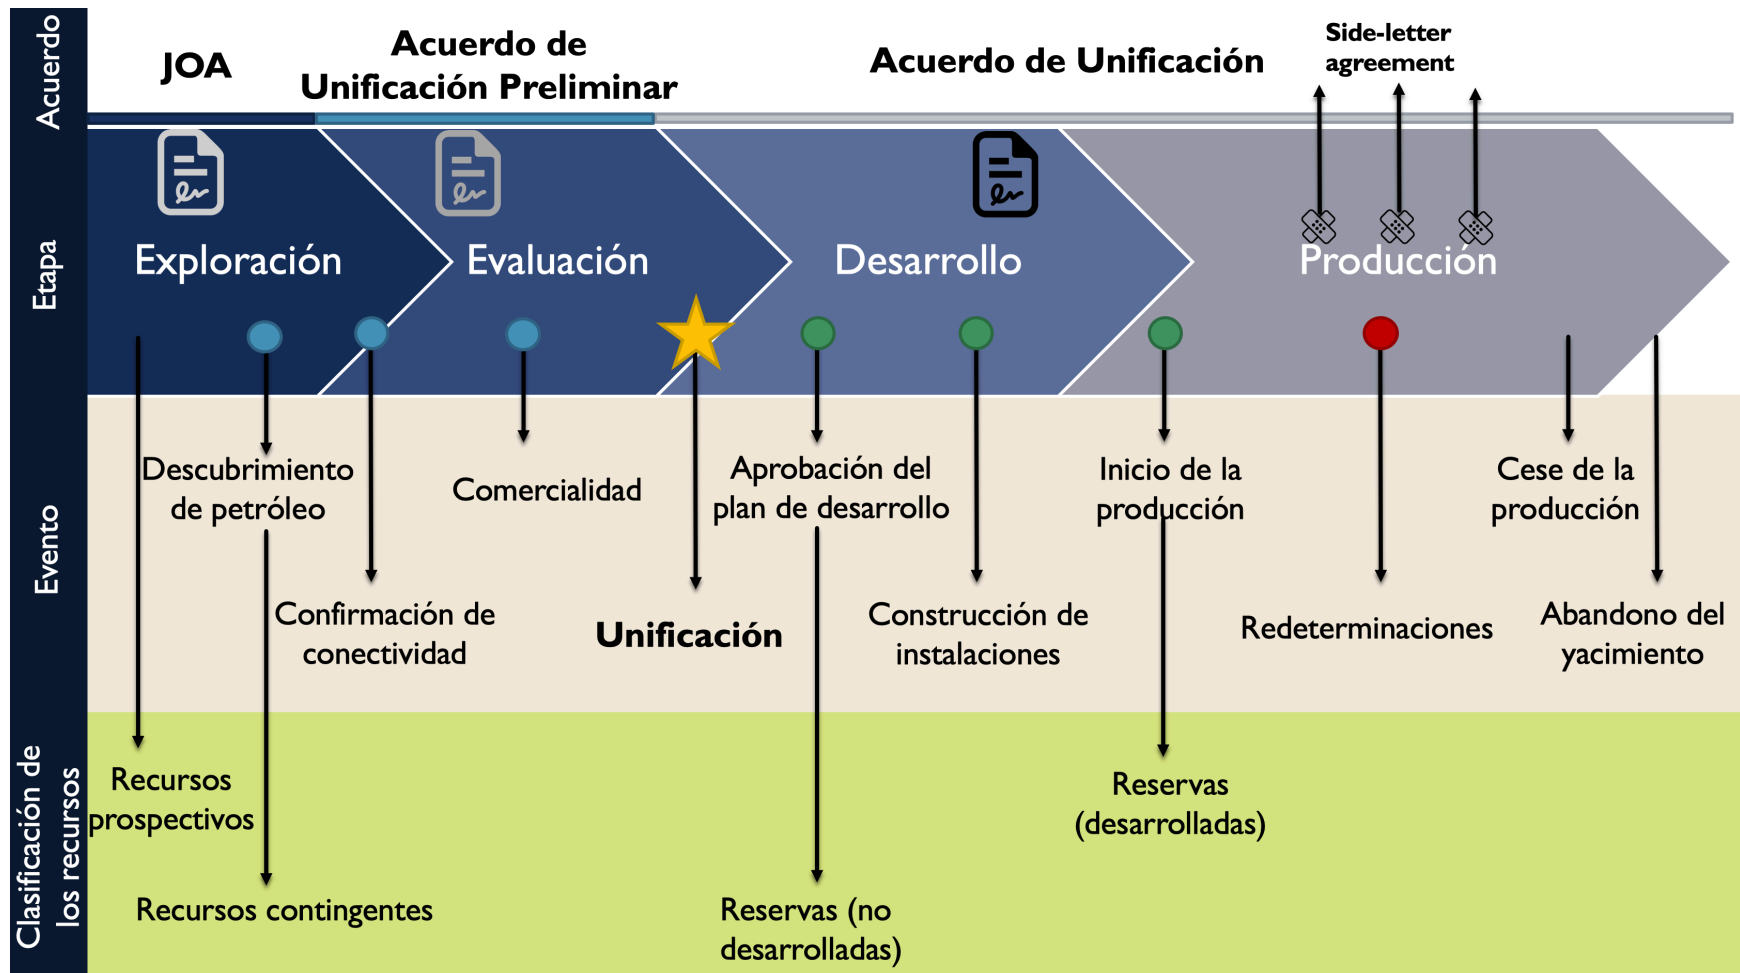 Acuerdo
JOA
Acuerdo de
Unificación Preliminar
Acuerdo de Unificación
Side-letter
agreement
Etapa
Exploración
Evaluación
Desarrollo
Producción
Evento
Descubrimiento
de petróleo
Confirmación de
conectividad
Comercialidad
Unificación
Aprobación del
plan de desarrollo
Construcción de
instalaciones
Inicio de la
producción
Redeterminaciones
Cese de la
producción
Abandono del
yacimiento
Clasificación de
los recursos
Recursos
prospectivos
Recursos contingentes
Reservas (no
desarrolladas)
Reservas
(desarrolladas)